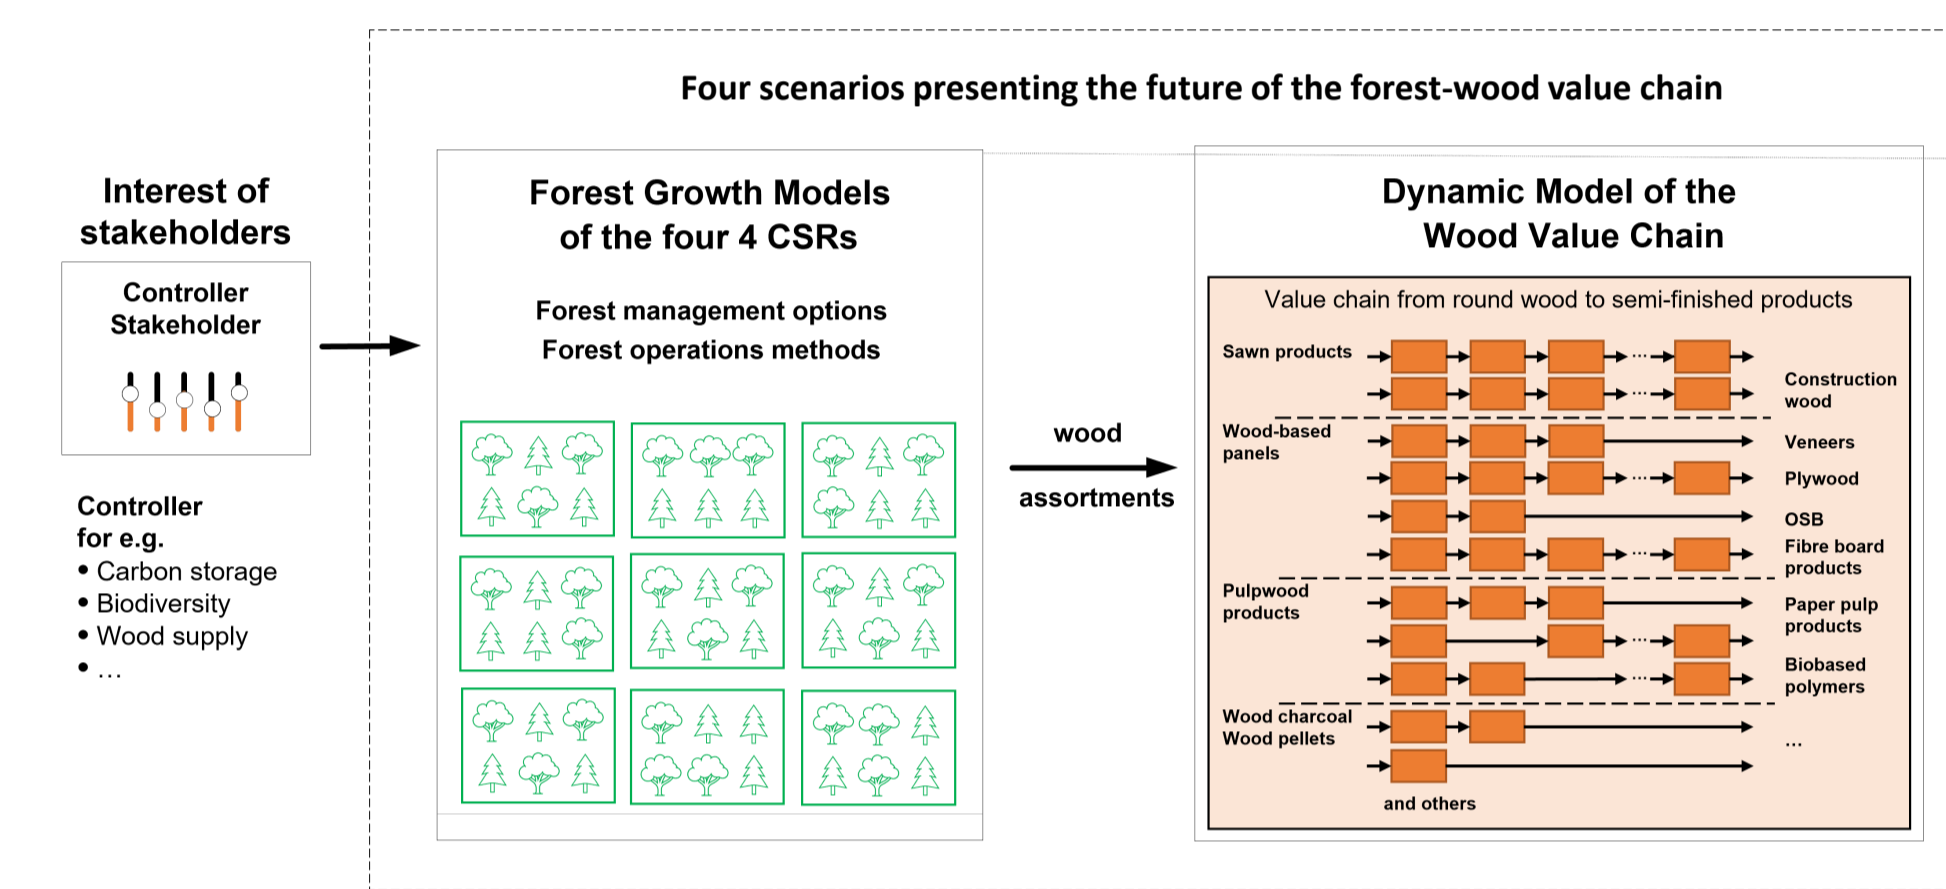 Four scenarios presenting the future of the forest-wood value chain
Interest of
stakeholders
Controller
Stakeholder
Controller
for e.g.
• Carbon storage
• Biodiversity
• Wood supply
• ...
Forest Growth Models
of the four 4 CSRs
Forest management options
Forest operations methods
wood
assortments
Dynamic Model of the
Wood Value Chain
Value chain from round wood to semi-finished products
Sawn products
...
...
Construction
wood
Wood-based
panels
Veneers
...
Plywood
OSB
...
Fibre board
products
Pulpwood
products
Paper pulp
products
...
...
Biobased
polymers
Wood charcoal
Wood pellets
...
and others